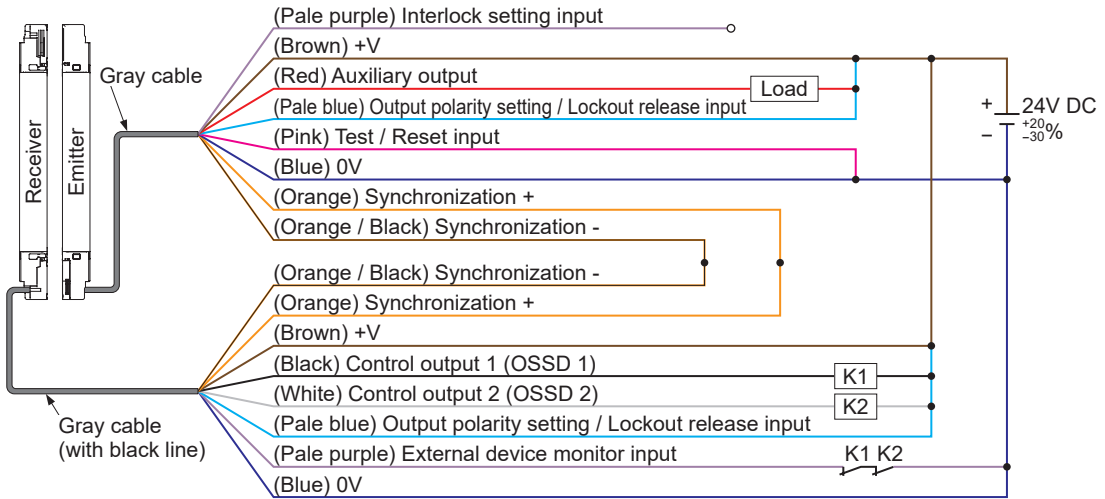 (Pale purple) Interlock setting input
(Brown) +V
Gray cable
(Red) Auxiliary output
Load
(Pale blue) Output polarity setting / Lockout release input
+ 24V DC
− +20 −30 %
(Pink) Test / Reset input
(Blue) 0V
Receiver
Emitter
(Orange) Synchronization +
(Orange / Black) Synchronization -
(Orange / Black) Synchronization -
(Orange) Synchronization +
(Brown) +V
(Black) Control output 1 (OSSD 1)
K1
(White) Control output 2 (OSSD 2)
K2
(Pale blue) Output polarity setting / Lockout release input
Gray cable
(with black line)
(Pale purple) External device monitor input
K1 K2
(Blue) 0V